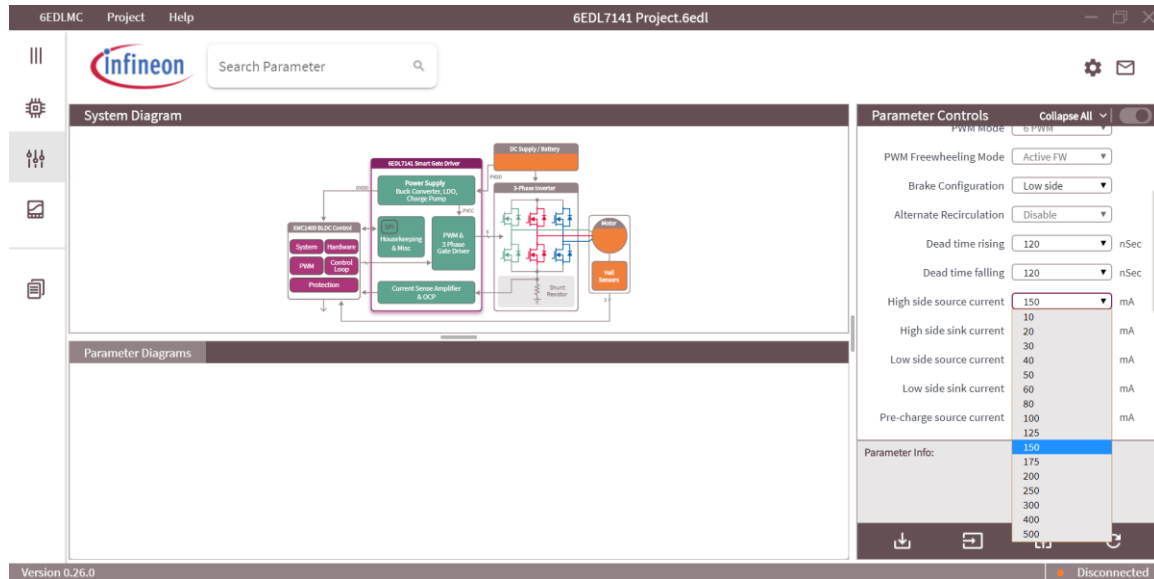 6EDLMC Project Help 6EDL7141 Project.6edl
infineon
Search Parameter
System Diagram
DC Supply / Battery
6EDL7141 Smart Gate Driver
Power Supply
Buck Converter, LDO,
Charge Pump
DVDD
PVDD
PVCC
3-Phase Inverter
XMC1400 BLDC Control
System Hardware
PWM Control
Loop
Protection
SPI
Housekeeping
& Misc
PWM &
3 Phase
Gate Driver
Current Sense Amplifier
& OCP
Shunt
Resistor
Motor
Hall
Sensors
Parameter Diagrams
Parameter Controls Collapse All
PWM Mode 6 PWM
PWM Freewheeling Mode Active FW
Brake Configuration Low side
Alternate Recirculation Disable
Dead time rising 120 nSec
Dead time falling 120 nSec
High side source current 150 mA
High side sink current mA
Low side source current mA
Low side sink current mA
Pre-charge source current mA
10
20
30
40
50
60
80
100
125
150
175
200
250
300
400
500
Parameter Info:
Version 0.26.0 Disconnected